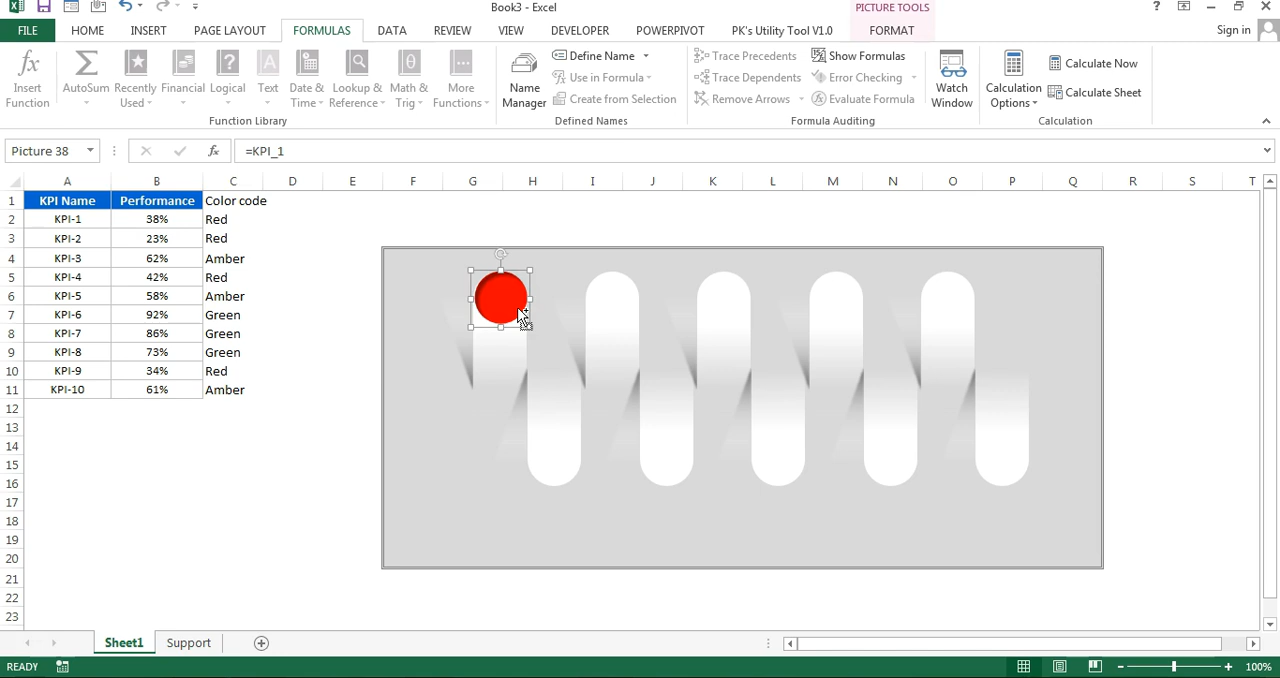 Book3 - Excel
PICTURE TOOLS
?
FILE HOME INSERT PAGE LAYOUT FORMULAS DATA REVIEW VIEW DEVELOPER POWERPIVOT PK's Utility Tool V1.0 FORMAT Sign in
Insert Function
AutoSum
Recently Used
Financial
Logical
Text
Date & Time
Lookup & Reference
Math & Trig
More Functions
Function Library
Name Manager
Define Name
Use in Formula
Create from Selection
Defined Names
Trace Precedents
Trace Dependents
Remove Arrows
Show Formulas
Error Checking
Evaluate Formula
Formula Auditing
Watch Window
Calculation Options
Calculate Now
Calculate Sheet
Calculation
Picture 38 fx =KPI_1
A B C D E F G H I J K L M N O P Q R S T
1 KPI Name Performance Color code
2 KPI-1 38% Red
3 KPI-2 23% Red
4 KPI-3 62% Amber
5 KPI-4 42% Red
6 KPI-5 58% Amber
7 KPI-6 92% Green
8 KPI-7 86% Green
9 KPI-8 73% Green
10 KPI-9 34% Red
11 KPI-10 61% Amber
12
13
14
15
16
17
18
19
20
21
22
23
Sheet1 Support
READY 100%